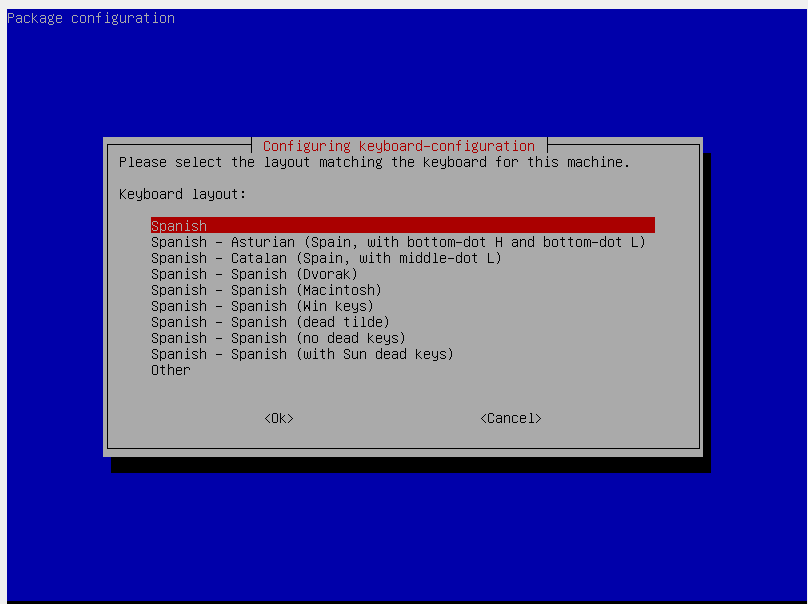 Package configuration
Configuring keyboard-configuration
Please select the layout matching the keyboard for this machine.
Keyboard layout:
Spanish
Spanish - Asturian (Spain, with bottom-dot H and bottom-dot L)
Spanish - Catalan (Spain, with middle-dot L)
Spanish - Spanish (Dvorak)
Spanish - Spanish (Macintosh)
Spanish - Spanish (Win keys)
Spanish - Spanish (dead tilde)
Spanish - Spanish (no dead keys)
Spanish - Spanish (with Sun dead keys)
Other
<Ok> <Cancel>